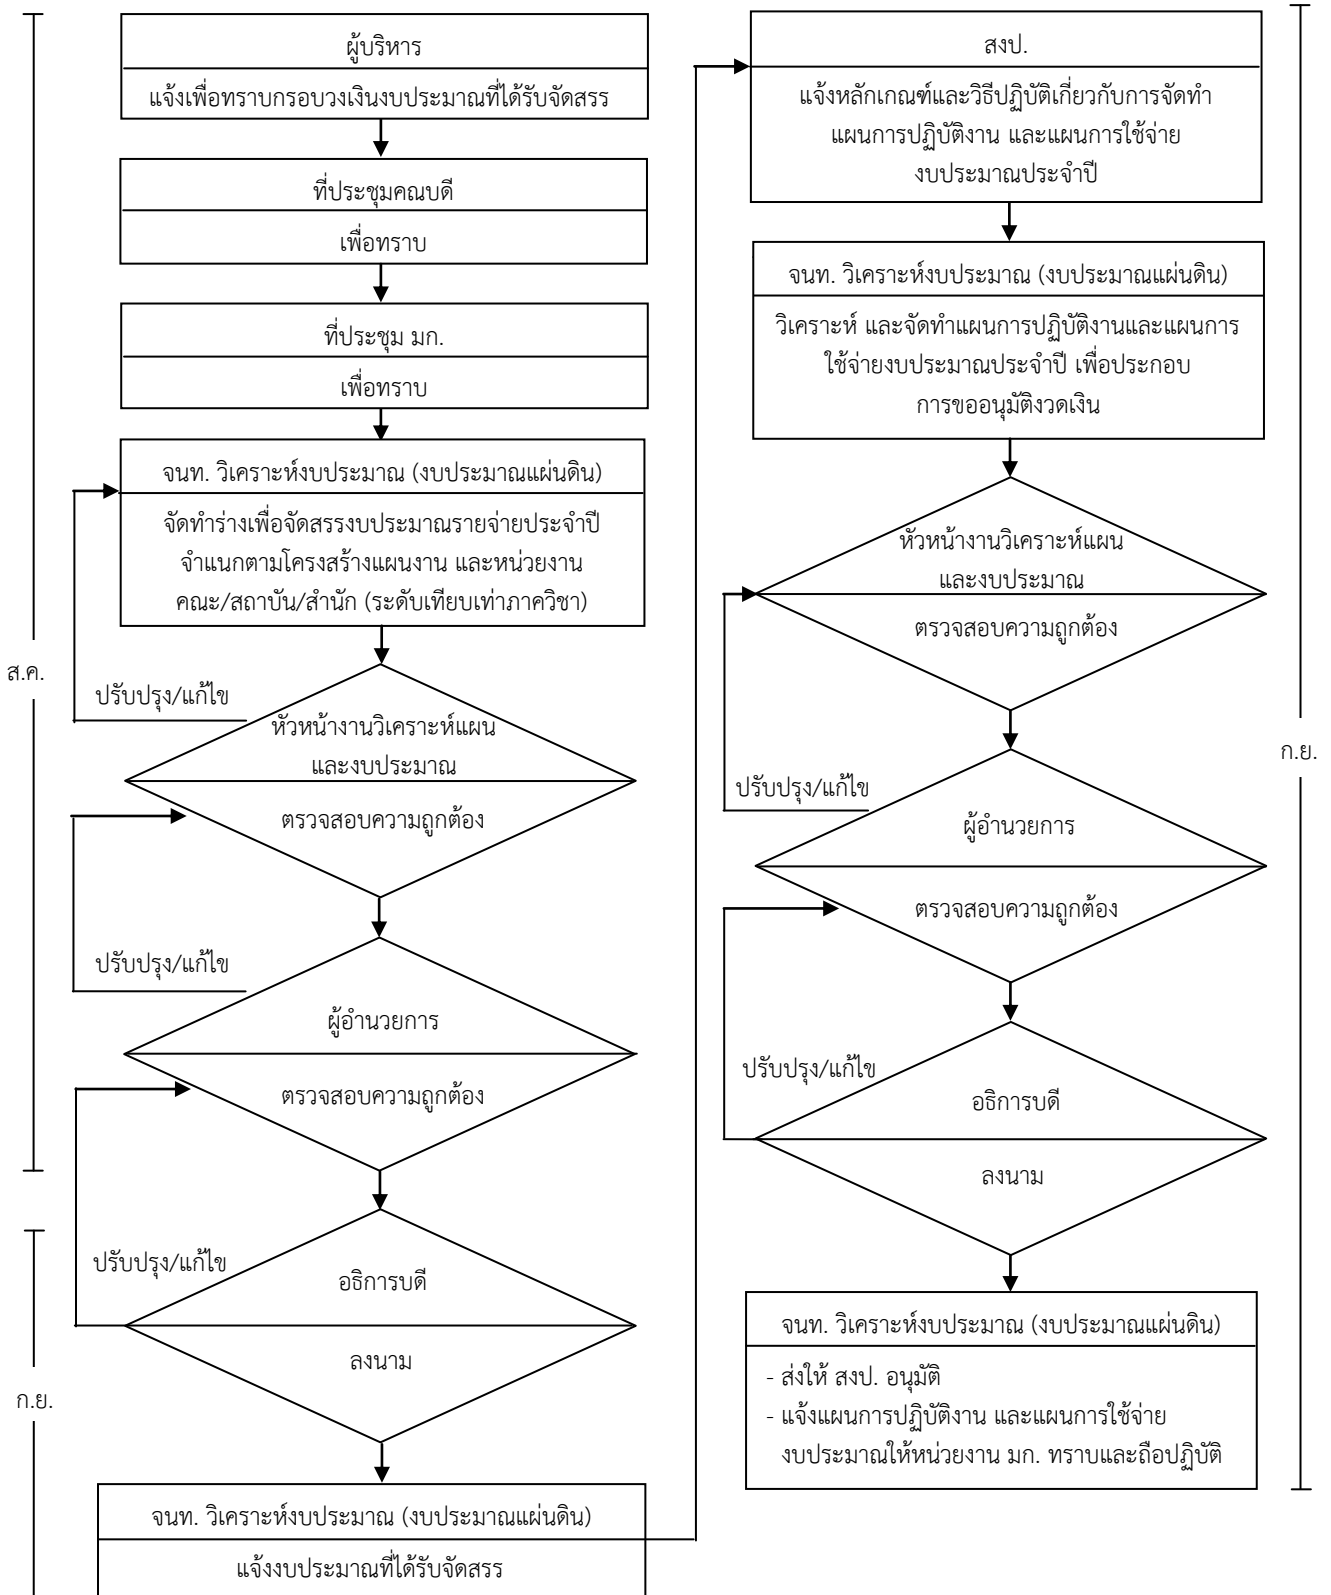 ผู้บริหาร
แจ้งเพื่อทราบกรอบวงเงินงบประมาณที่ได้รับจัดสรร
ที่ประชุมคณบดี
เพื่อทราบ
ที่ประชุม มก.
เพื่อทราบ
จนท. วิเคราะห์งบประมาณ (งบประมาณแผ่นดิน)
จัดทำร่างเพื่อจัดสรรงบประมาณรายจ่ายประจำปี
จำแนกตามโครงสร้างแผนงาน และหน่วยงาน
คณะ/สถาบัน/สำนัก (ระดับเทียบเท่าภาควิชา)
ส.ค.
ปรับปรุง/แก้ไข
หัวหน้างานวิเคราะห์แผน
และงบประมาณ
ตรวจสอบความถูกต้อง
ปรับปรุง/แก้ไข
ผู้อำนวยการ
ตรวจสอบความถูกต้อง
ปรับปรุง/แก้ไข
อธิการบดี
ลงนาม
ก.ย.
จนท. วิเคราะห์งบประมาณ (งบประมาณแผ่นดิน)
แจ้งงบประมาณที่ได้รับจัดสรร
สงป.
แจ้งหลักเกณฑ์และวิธีปฏิบัติเกี่ยวกับการจัดทำ
แผนการปฏิบัติงาน และแผนการใช้จ่าย
งบประมาณประจำปี
จนท. วิเคราะห์งบประมาณ (งบประมาณแผ่นดิน)
วิเคราะห์ และจัดทำแผนการปฏิบัติงานและแผนการ
ใช้จ่ายงบประมาณประจำปี เพื่อประกอบ
การขออนุมัติงวดเงิน
หัวหน้างานวิเคราะห์แผน
และงบประมาณ
ตรวจสอบความถูกต้อง
ก.ย.
ปรับปรุง/แก้ไข
ผู้อำนวยการ
ตรวจสอบความถูกต้อง
ปรับปรุง/แก้ไข
อธิการบดี
ลงนาม
จนท. วิเคราะห์งบประมาณ (งบประมาณแผ่นดิน)
- ส่งให้ สงป. อนุมัติ
- แจ้งแผนการปฏิบัติงาน และแผนการใช้จ่าย
งบประมาณให้หน่วยงาน มก. ทราบและถือปฏิบัติ